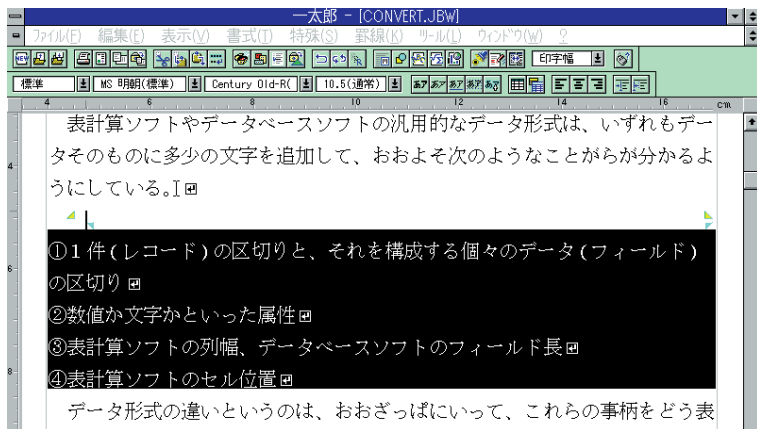 一太郎 - [CONVERT.JBW]
ファイル(F) 編集(E) 表示(V) 書式(T) 特殊(S) 罫線(K) ツール(L) ウィンドウ(W) ?
印字幅
標準 MS 明朝(標準) Century Old-R( 10.5(通常)
4 6 8 10 12 14 16 cm
表計算ソフトやデータベースソフトの汎用的なデータ形式は、いずれもデー
タそのものに多少の文字を追加して、おおよそ次のようなことがらが分かるよ
4
うにしている。
①1件(レコード)の区切りと、それを構成する個々のデータ(フィールド)
6
の区切り
②数値か文字かといった属性
③表計算ソフトの列幅、データベースソフトのフィールド長
8
④表計算ソフトのセル位置
データ形式の違いというのは、おおざっぱにいって、これらの事柄をどう表